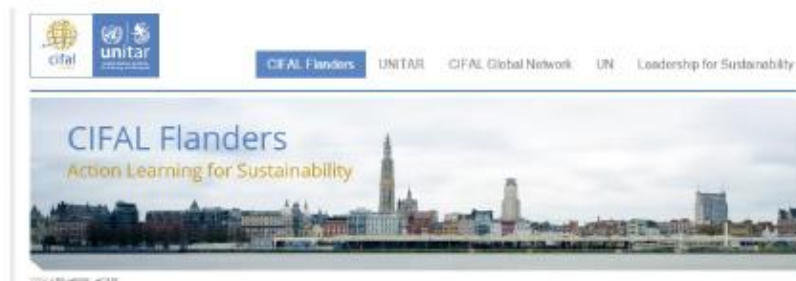 cifal
unitar
CIFAL Flanders
UNITAR
CIFAL Global Network
UN
Leadership for Sustainability
CIFAL Flanders
Action Learning for Sustainability